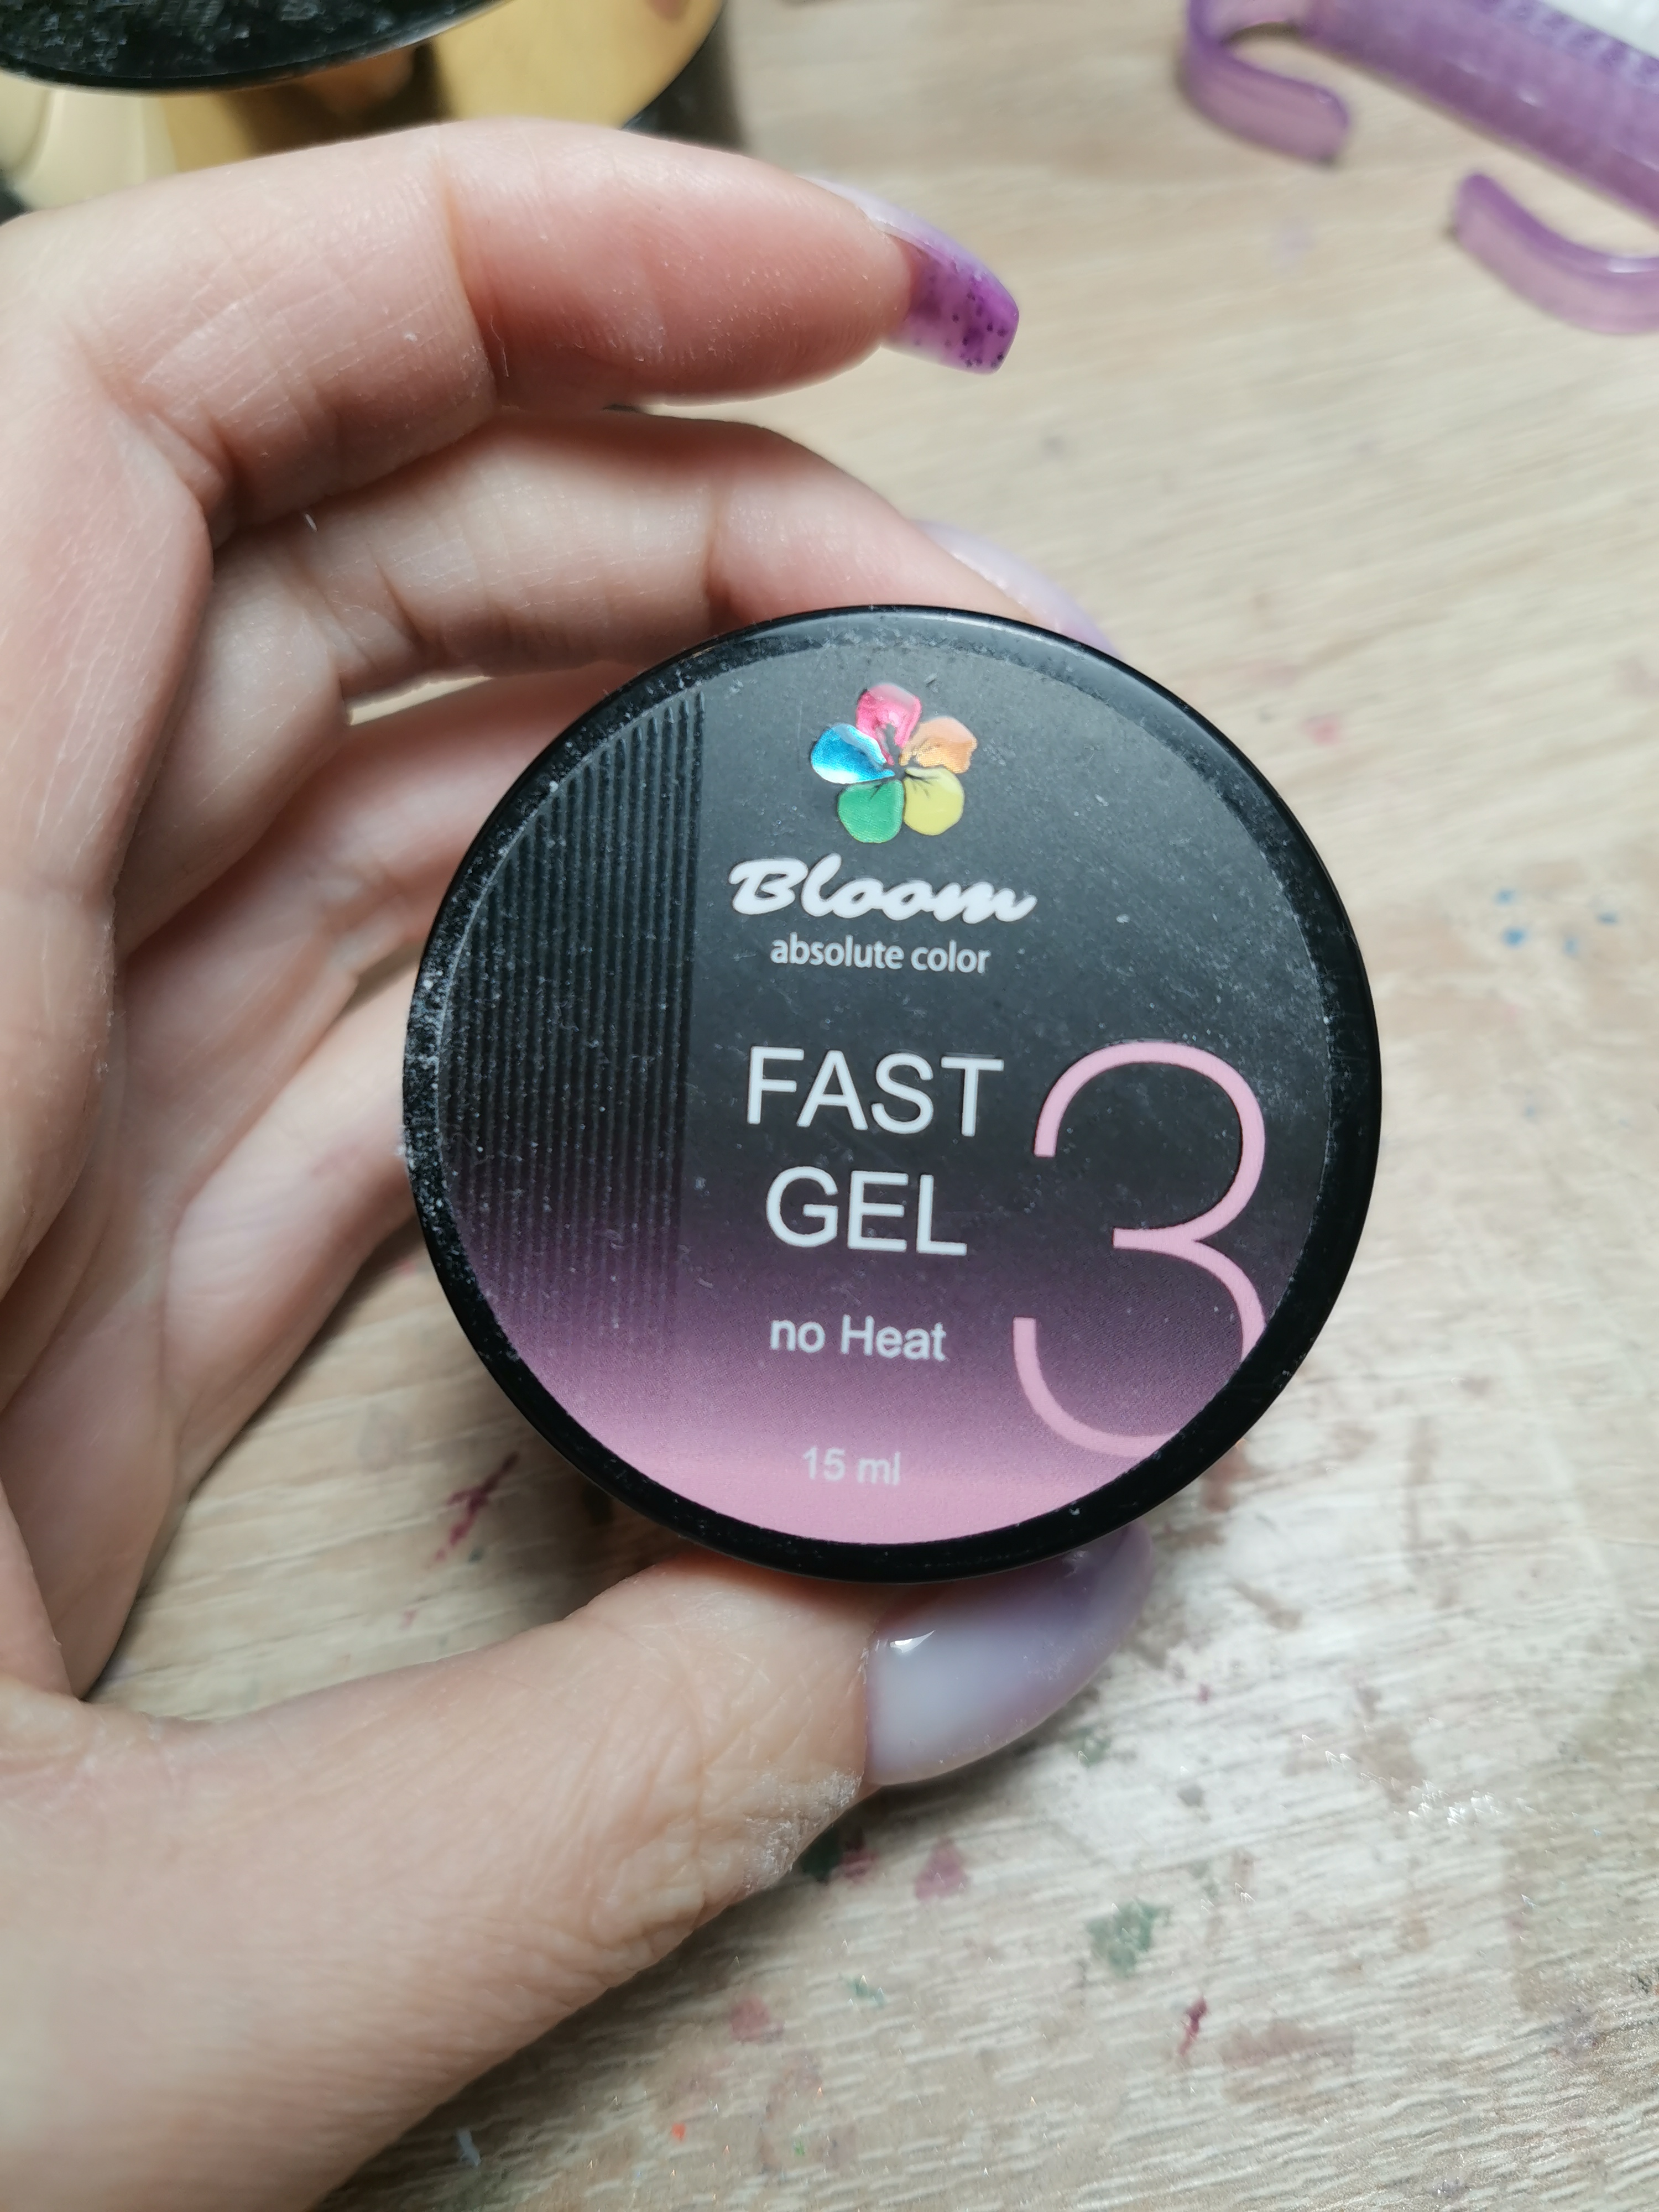 Bloom
absolute color
FAST
GEL
3
no Heat
15 ml